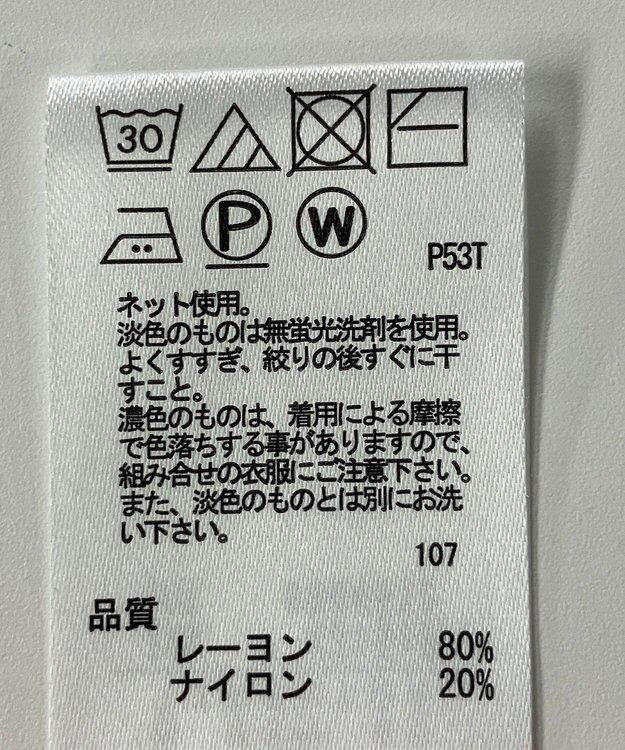 30
P W
P53T
ネット使用。
淡色のものは無蛍光洗剤を使用。
よくすすぎ、絞りの後すぐに干
すこと。
濃色のものは、着用による摩擦
で色落ちする事がありますので、
組み合せの衣服にご注意下さい。
また、淡色のものとは別にお洗
い下さい。
107
品質
レーヨン 80%
ナイロン 20%